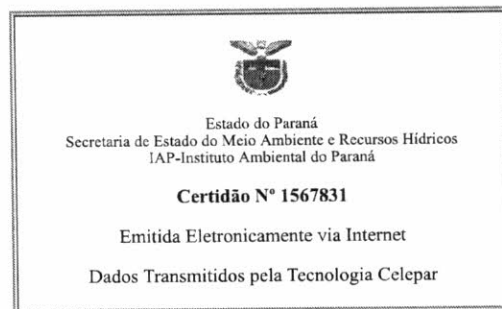 Estado do Paraná
Secretaria de Estado do Meio Ambiente e Recursos Hídricos
IAP-Instituto Ambiental do Paraná
Certidão Nº 1567831
Emitida Eletronicamente via Internet
Dados Transmitidos pela Tecnologia Celepar